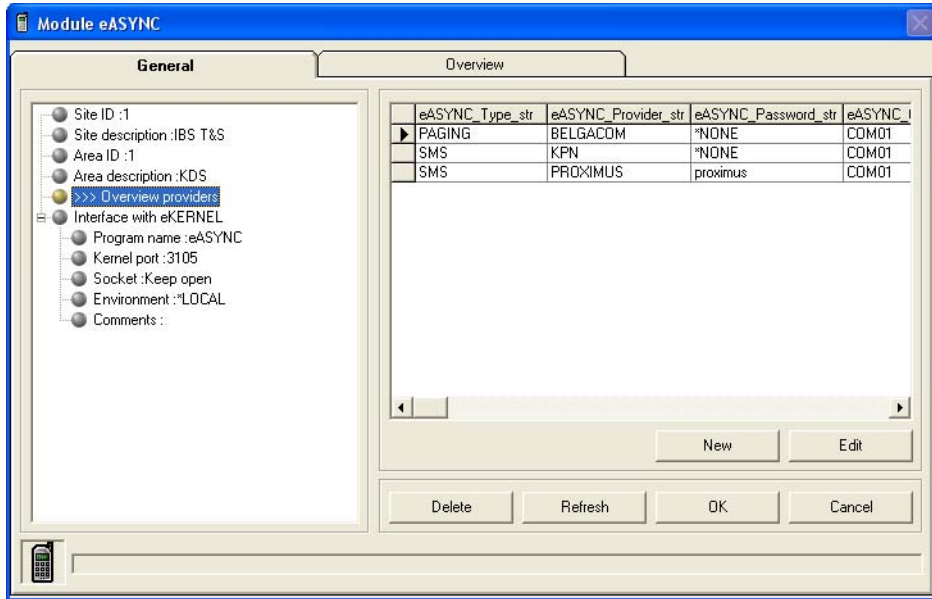 Module eASYNC
General
Overview
Site ID :1
Site description :IBS T&S
Area ID :1
Area description :KDS
>>> Overview providers
Interface with eKERNEL
Program name :eASYNC
Kernel port :3105
Socket :Keep open
Environment :*LOCAL
Comments :
eASYNC_Type_str eASYNC_Provider_str eASYNC_Password_str eASYNC_
PAGING BELGACOM *NONE COM01
SMS KPN *NONE COM01
SMS PROXIMUS proximus COM01
New Edit
Delete Refresh OK Cancel